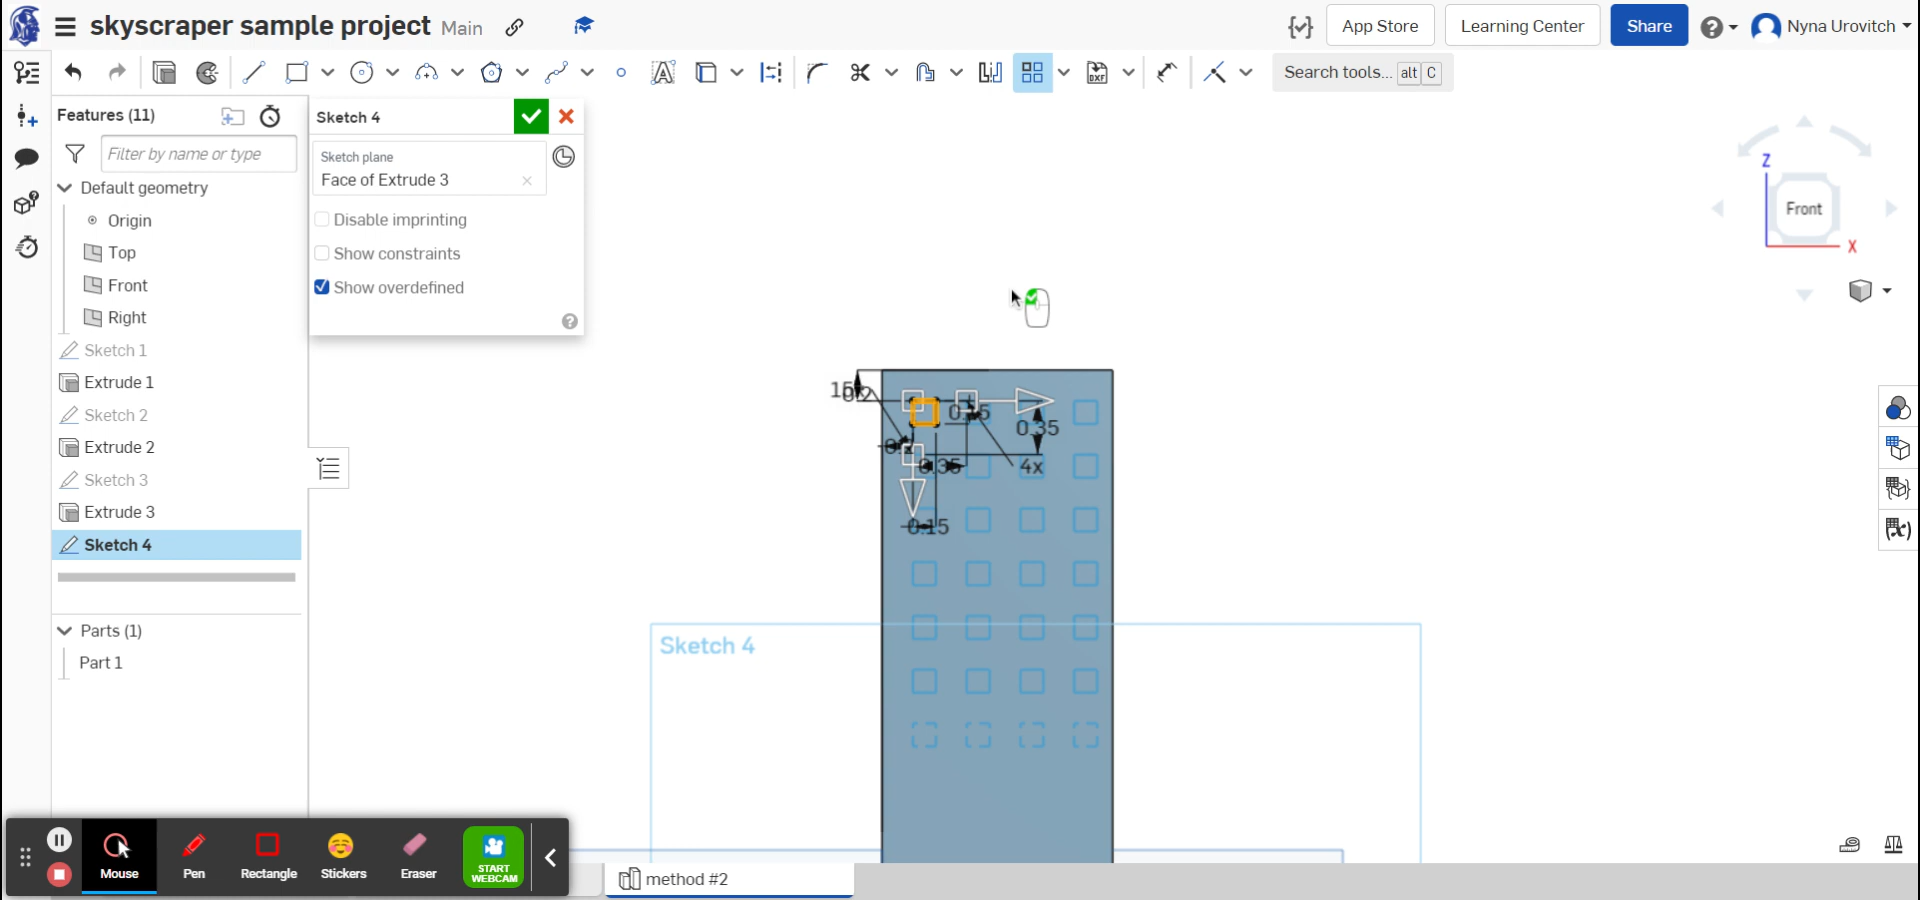 skyscraper sample project Main
App Store
Learning Center
Share
Nyna Urovitch
Search tools... alt C
Features (11)
Filter by name or type
Default geometry
Origin
Top
Front
Right
Sketch 1
Extrude 1
Sketch 2
Extrude 2
Sketch 3
Extrude 3
Sketch 4
Parts (1)
Part 1
Sketch 4
Sketch plane
Face of Extrude 3
Disable imprinting
Show constraints
Show overdefined
Z
Front
X
0.35
0.35
4x
0.15
Sketch 4
DXF
Mouse
Pen
Rectangle
Stickers
Eraser
START
WEBCAM
method #2